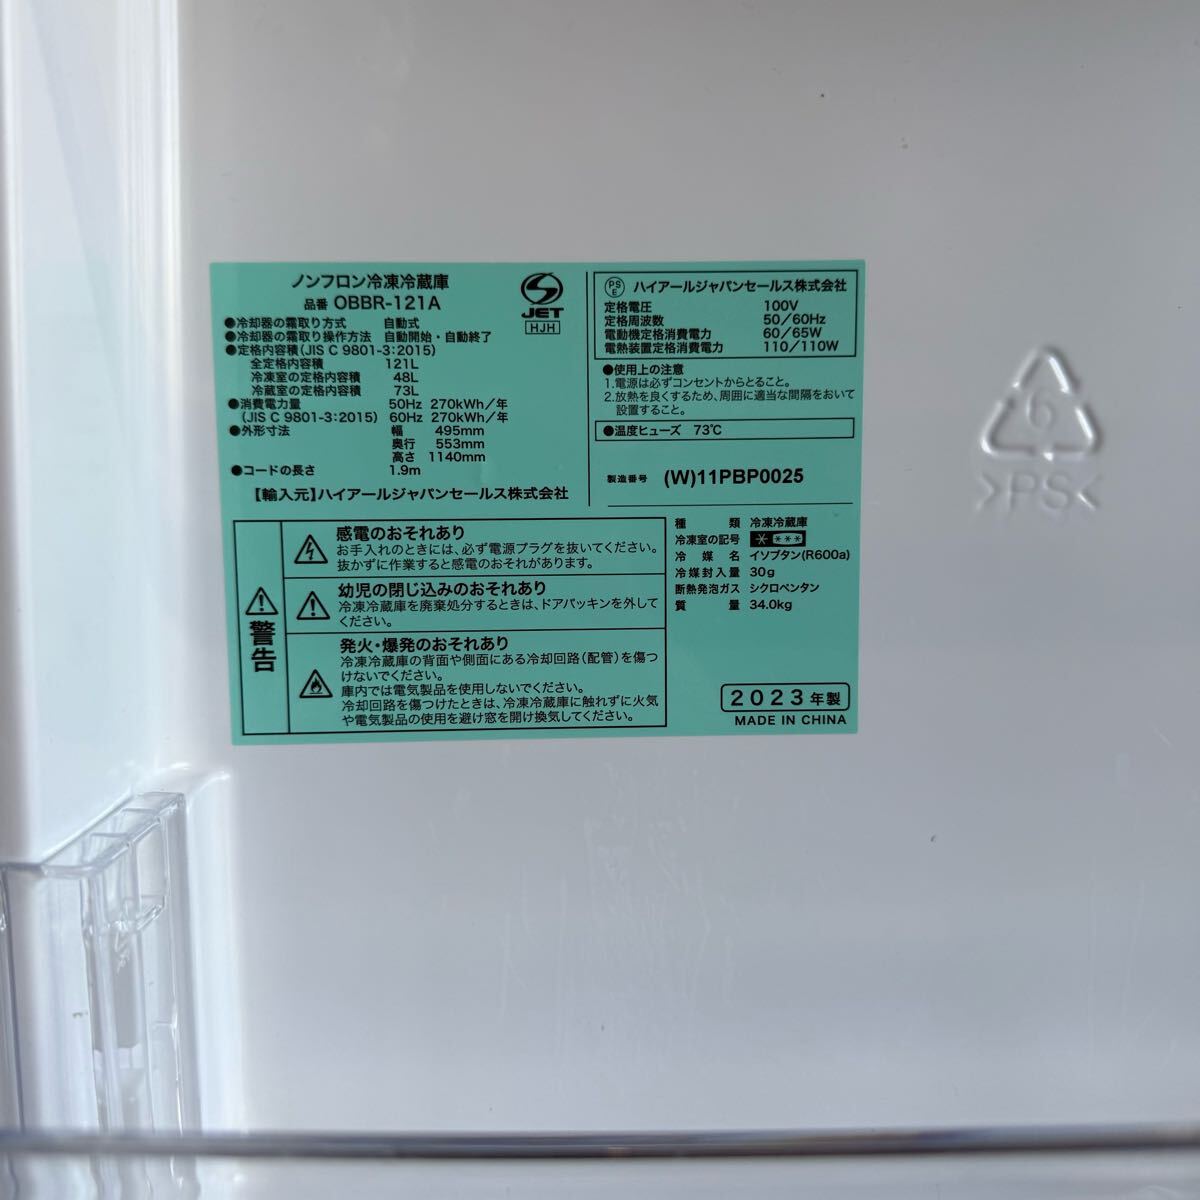 ノンフロン冷凍冷蔵庫
品番 OBBR-121A
JET
HJH
●冷却器の霜取り方式 自動式
●冷却器の霜取り操作方法 自動開始・自動終了
●定格内容積(JIS C 9801-3:2015)
全定格内容積 121L
冷凍室の定格内容積 48L
冷蔵室の定格内容積 73L
●消費電力量 50Hz 270kWh/年
(JIS C 9801-3:2015) 60Hz 270kWh/年
●外形寸法 幅 495mm
奥行 553mm
高さ 1140mm
●コードの長さ 1.9m
【輸入元】ハイアールジャパンセールス株式会社
PSE ハイアールジャパンセールス株式会社
定格電圧 100V
定格周波数 50/60Hz
電動機定格消費電力 60/65W
電熱装置定格消費電力 110/110W
●使用上の注意
1.電源は必ずコンセントからとること。
2.放熱を良くするため、周囲に適当な間隔をおいて
設置すること。
●温度ヒューズ 73℃
製造番号 (W)11PBP0025
警告
感電のおそれあり
お手入れのときには、必ず電源プラグを抜いてください。
抜かずに作業すると感電のおそれがあります。
幼児の閉じ込みのおそれあり
冷凍冷蔵庫を廃棄処分するときは、ドアパッキンを外して
ください。
発火・爆発のおそれあり
冷凍冷蔵庫の背面や側面にある冷却回路(配管)を傷つ
けないでください。
庫内では電気製品を使用しないでください。
冷却回路を傷つけたときは、冷凍冷蔵庫に触れずに火気
や電気製品の使用を避け窓を開け換気してください。
種類 冷凍冷蔵庫
冷凍室の記号 * ***
冷媒名 イソブタン(R600a)
冷媒封入量 30g
断熱発泡ガス シクロペンタン
質量 34.0kg
2023年製
MADE IN CHINA
6
>PS<